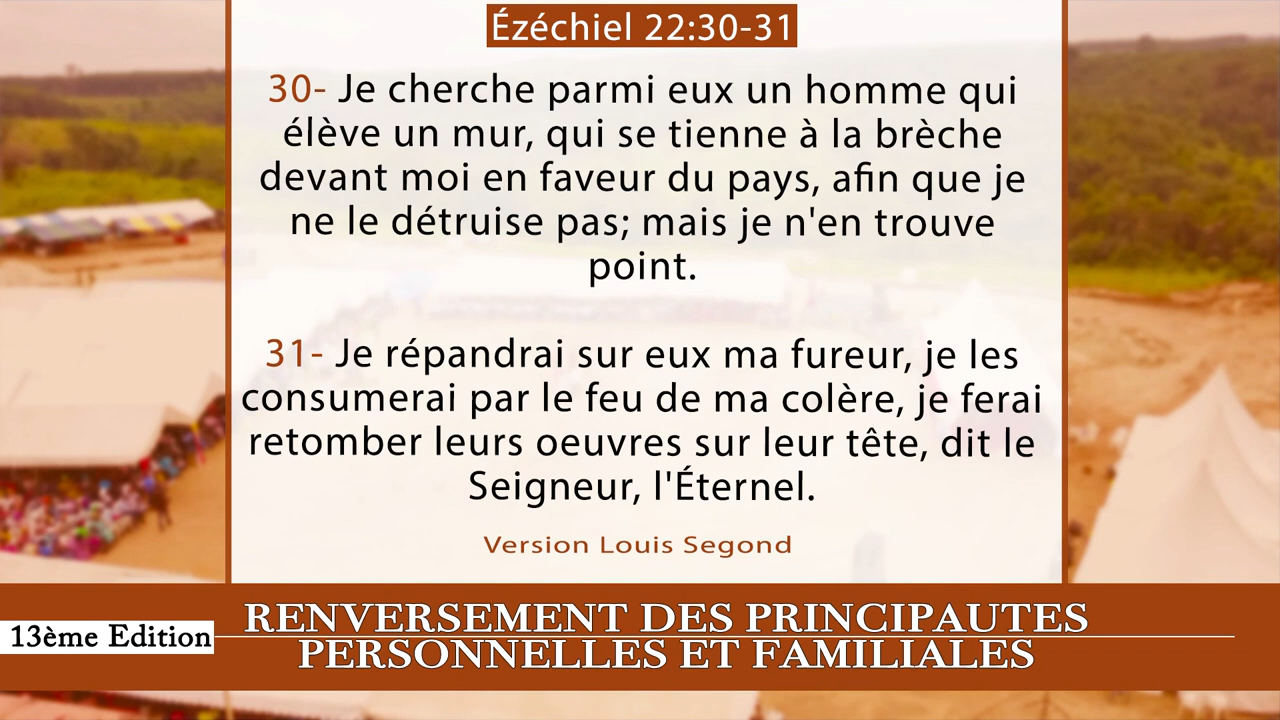 Ézéchiel 22:30-31
30- Je cherche parmi eux un homme qui
élève un mur, qui se tienne à la brèche
devant moi en faveur du pays, afin que je
ne le détruise pas; mais je n'en trouve
point.
31- Je répandrai sur eux ma fureur, je les
consumerai par le feu de ma colère, je ferai
retomber leurs oeuvres sur leur tête, dit le
Seigneur, l'Éternel.
Version Louis Segond
13ème Edition
RENVERSEMENT DES PRINCIPAUTES
PERSONNELLES ET FAMILIALES